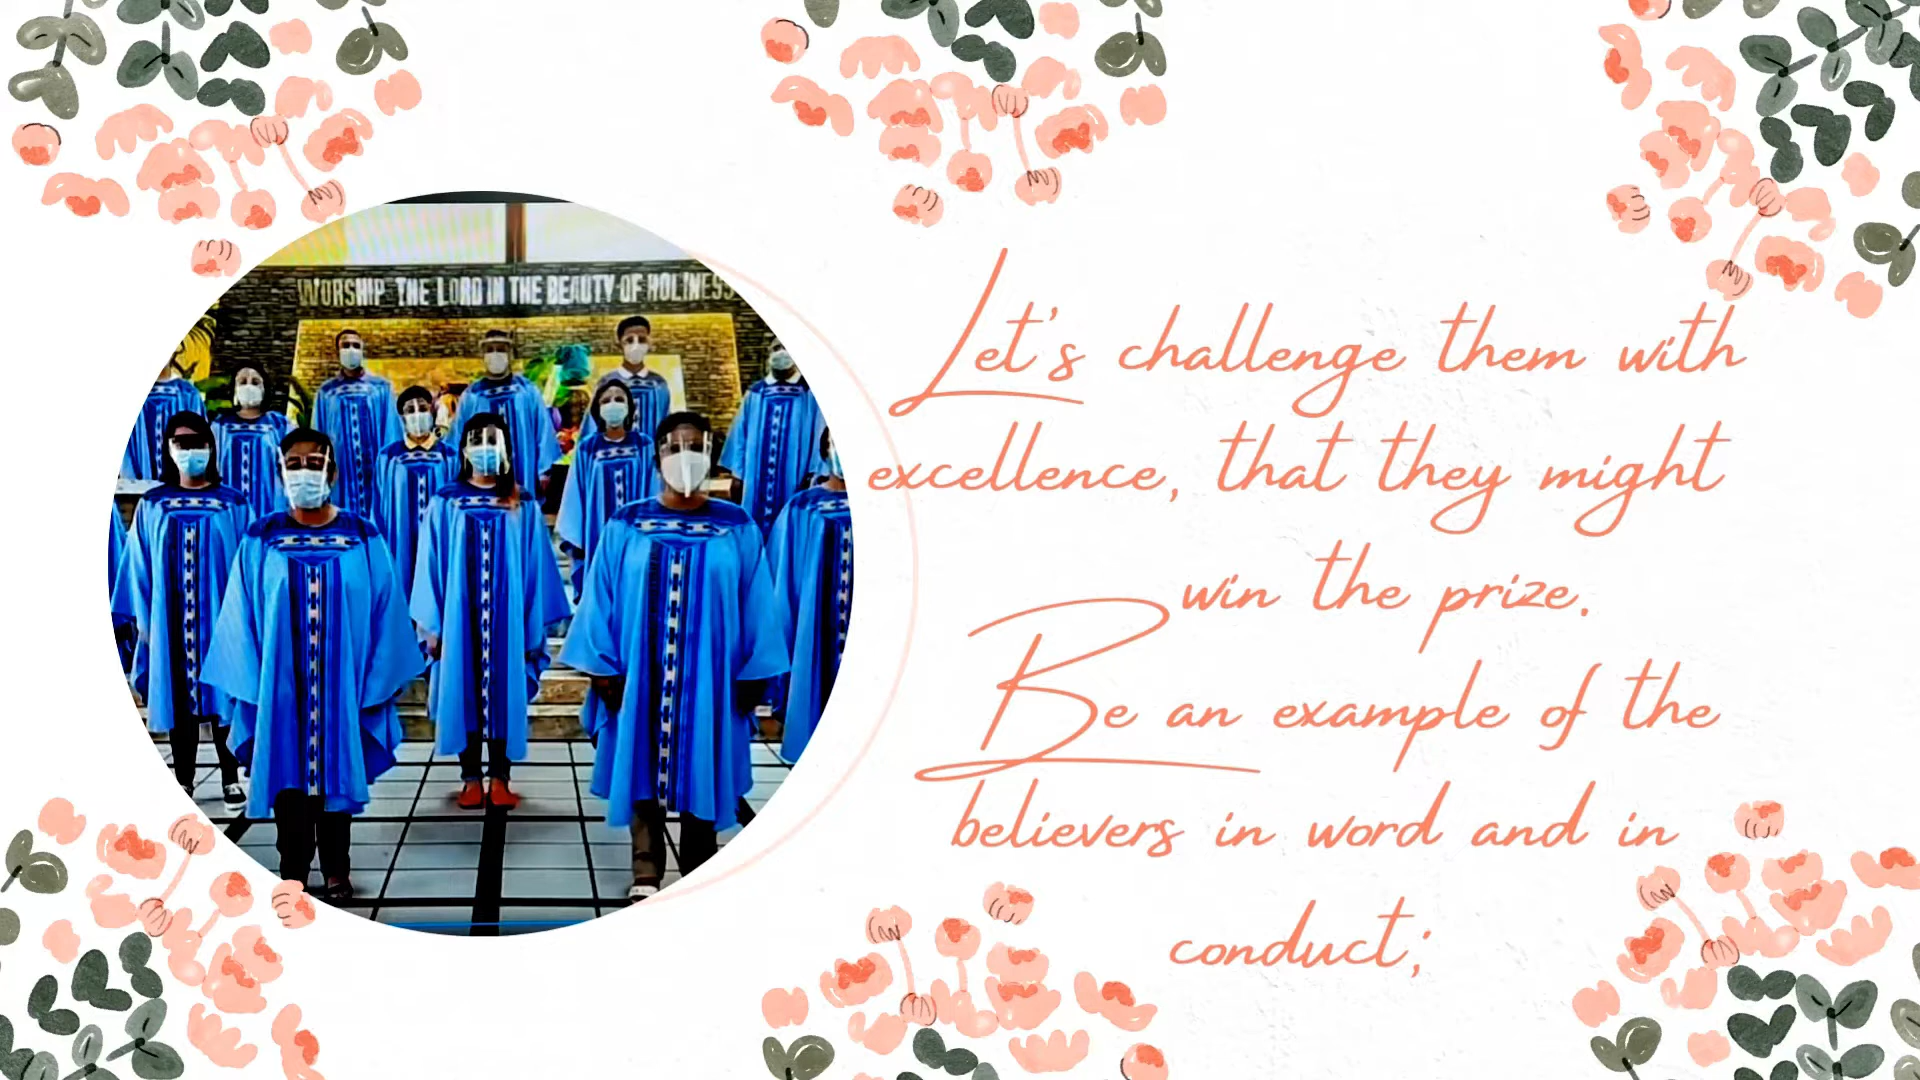 WORSHIP THE LORD IN THE BEAUTY OF HOLINESS
Let's challenge them with
excellence, that they might
win the prize.
Be an example of the
believers in word and in
conduct;